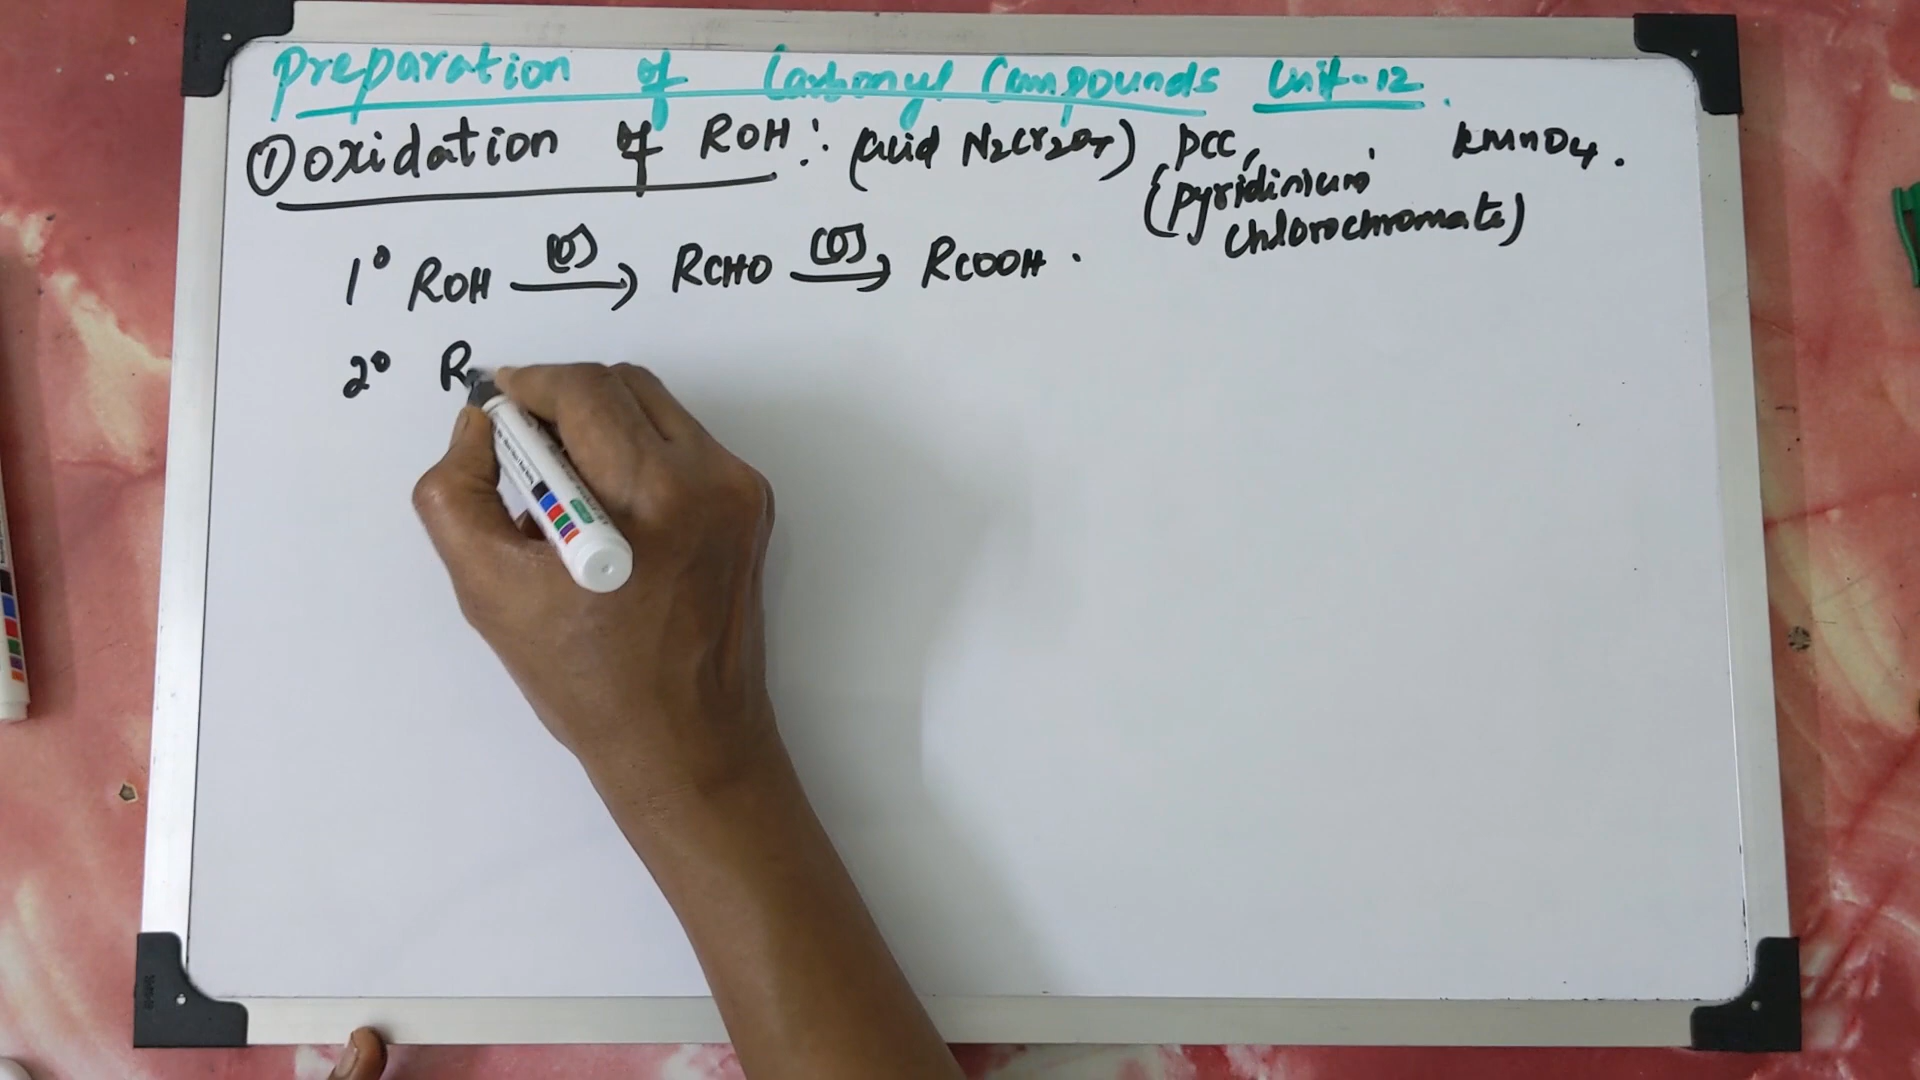 Preparation of Carbonyl Compounds Unit-12.
① Oxidation of ROH: (acid N2Cr2O7) PCC, KMnO4.
(pyridinium chlorochromate)
1° ROH (O) → RCHO (O) → RCOOH.
2° R